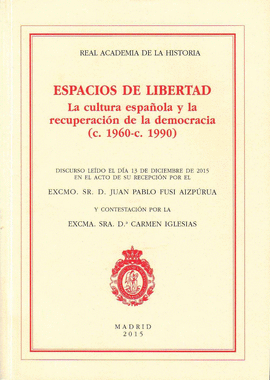 REAL ACADEMIA DE LA HISTORIA
ESPACIOS DE LIBERTAD
La cultura española y la
recuperación de la democracia
(c. 1960-c. 1990)
DISCURSO LEÍDO EL DÍA 13 DE DICIEMBRE DE 2015
EN EL ACTO DE SU RECEPCIÓN POR EL
EXCMO. SR. D. JUAN PABLO FUSI AIZPÚRUA
Y CONTESTACIÓN POR LA
EXCMA. SRA. D.ª CARMEN IGLESIAS
MADRID
2015